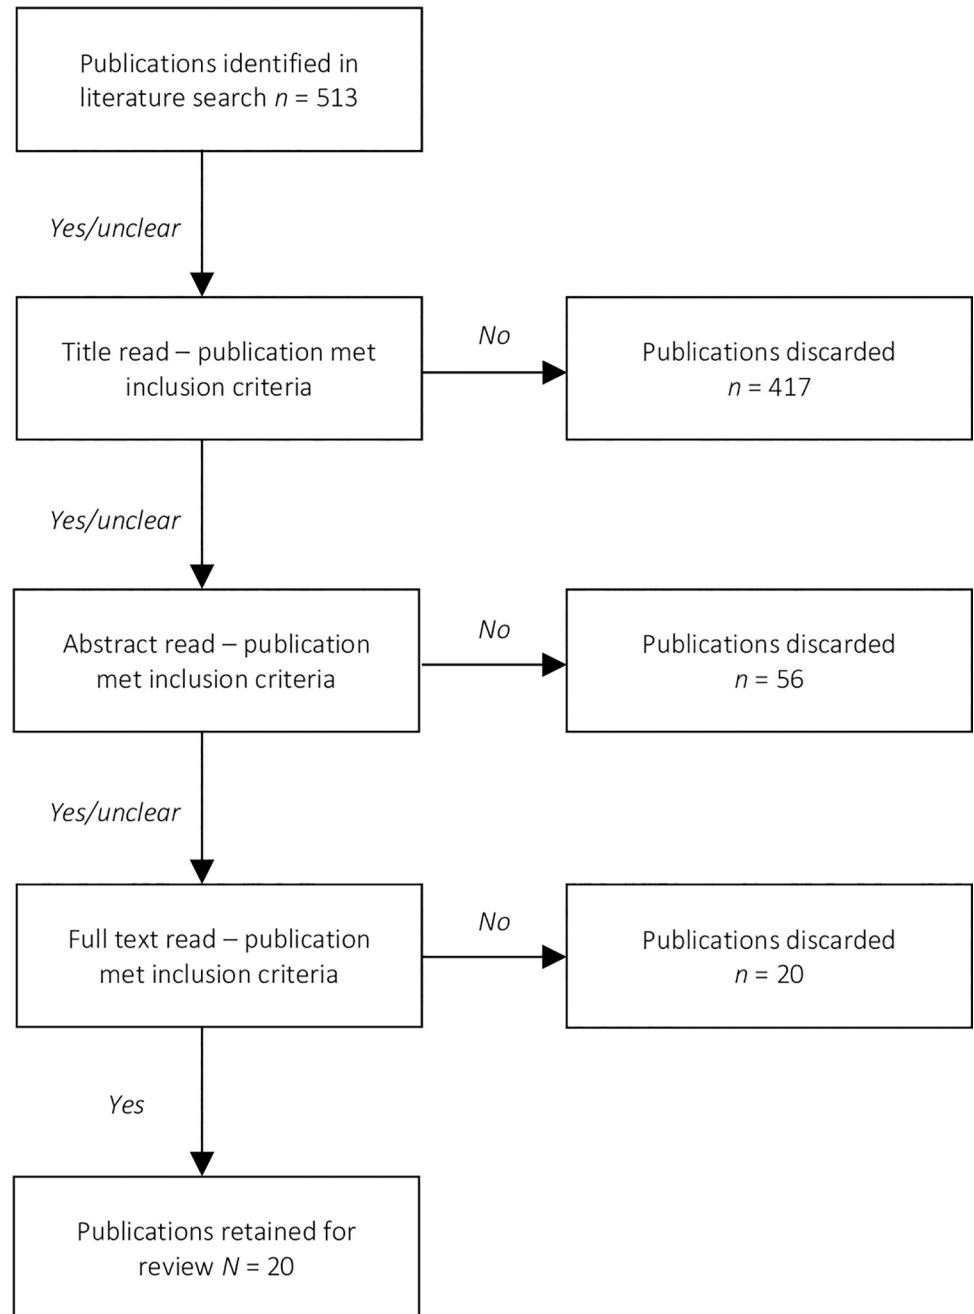 Publications identified in
literature search n = 513
Yes/unclear
Title read – publication met
inclusion criteria
No
Publications discarded
n = 417
Yes/unclear
Abstract read – publication
met inclusion criteria
No
Publications discarded
n = 56
Yes/unclear
Full text read – publication
met inclusion criteria
No
Publications discarded
n = 20
Yes
Publications retained for
review N = 20